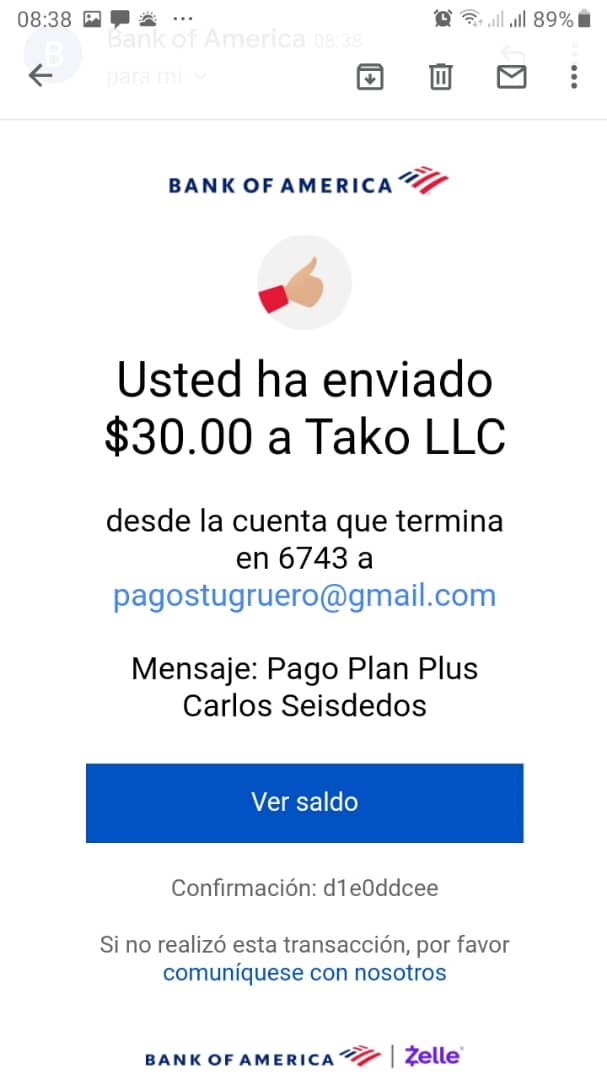 08:38 ... 89%
B
Bank of America 08:38
para mí
BANK OF AMERICA
Usted ha enviado
$30.00 a Tako LLC
desde la cuenta que termina
en 6743 a
pagostugruero@gmail.com
Mensaje: Pago Plan Plus
Carlos Seisdedos
Ver saldo
Confirmación: d1e0ddcee
Si no realizó esta transacción, por favor
comuníquese con nosotros
BANK OF AMERICA | Zelle